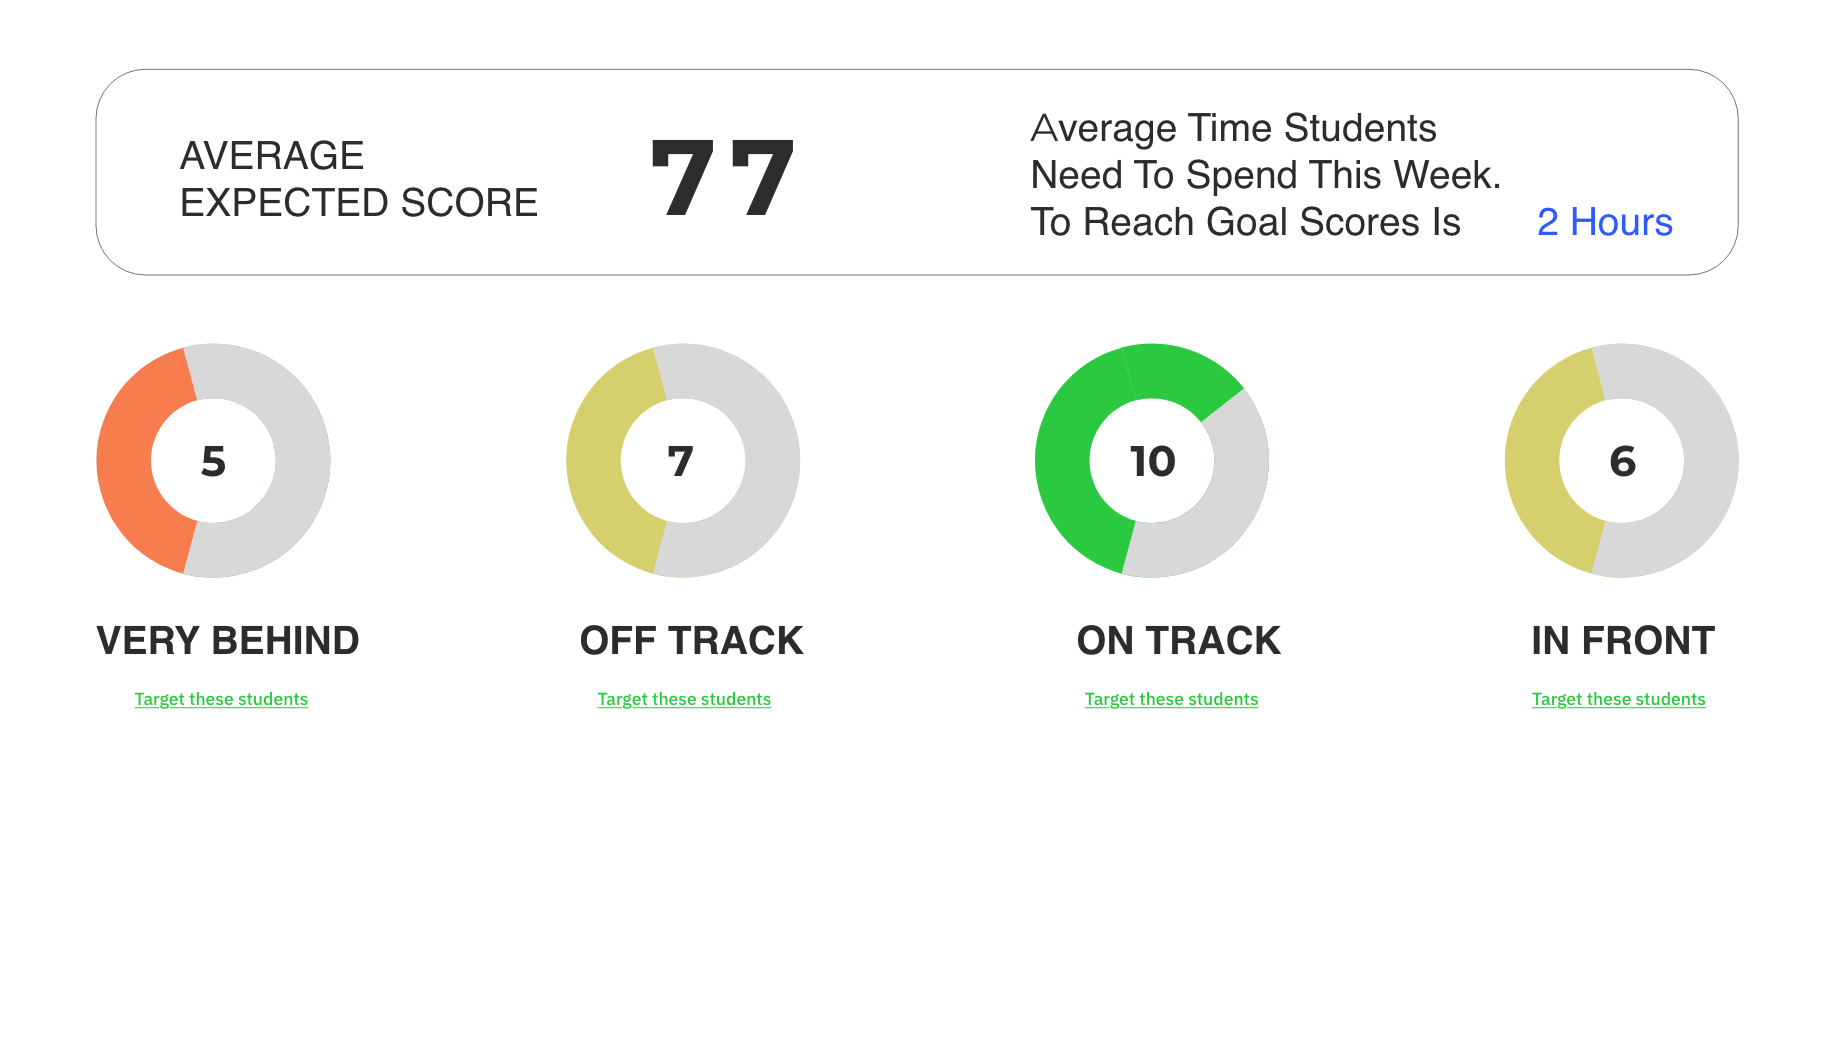 AVERAGE
EXPECTED SCORE
77
Average Time Students
Need To Spend This Week.
To Reach Goal Scores Is 2 Hours
5
7
10
6
VERY BEHIND
OFF TRACK
ON TRACK
IN FRONT
Target these students
Target these students
Target these students
Target these students